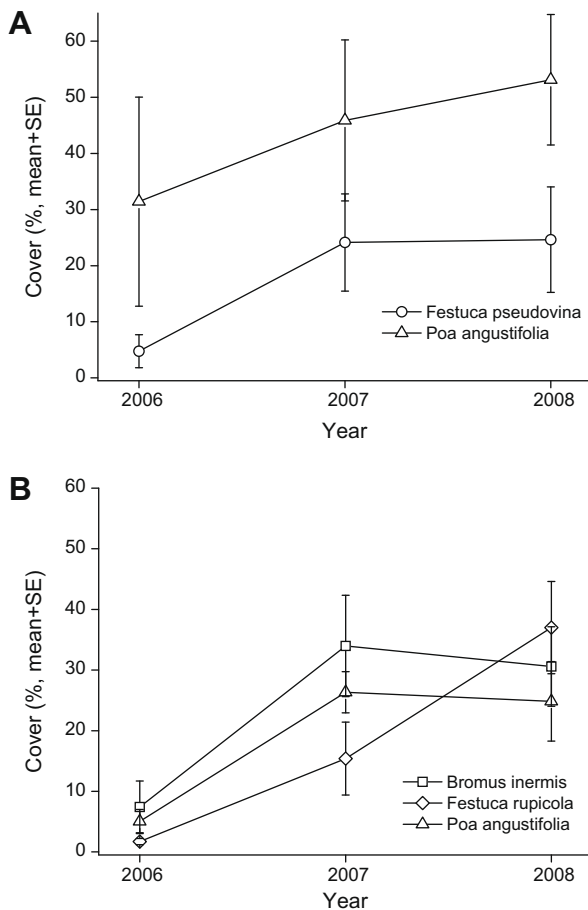 A
60
50
40
30
20
10
0
Cover (%, mean+SE)
Festuca pseudovina
Poa angustifolia
2006 2007 2008
Year
B
60
50
40
30
20
10
0
Cover (%, mean+SE)
Bromus inermis
Festuca rupicola
Poa angustifolia
2006 2007 2008
Year